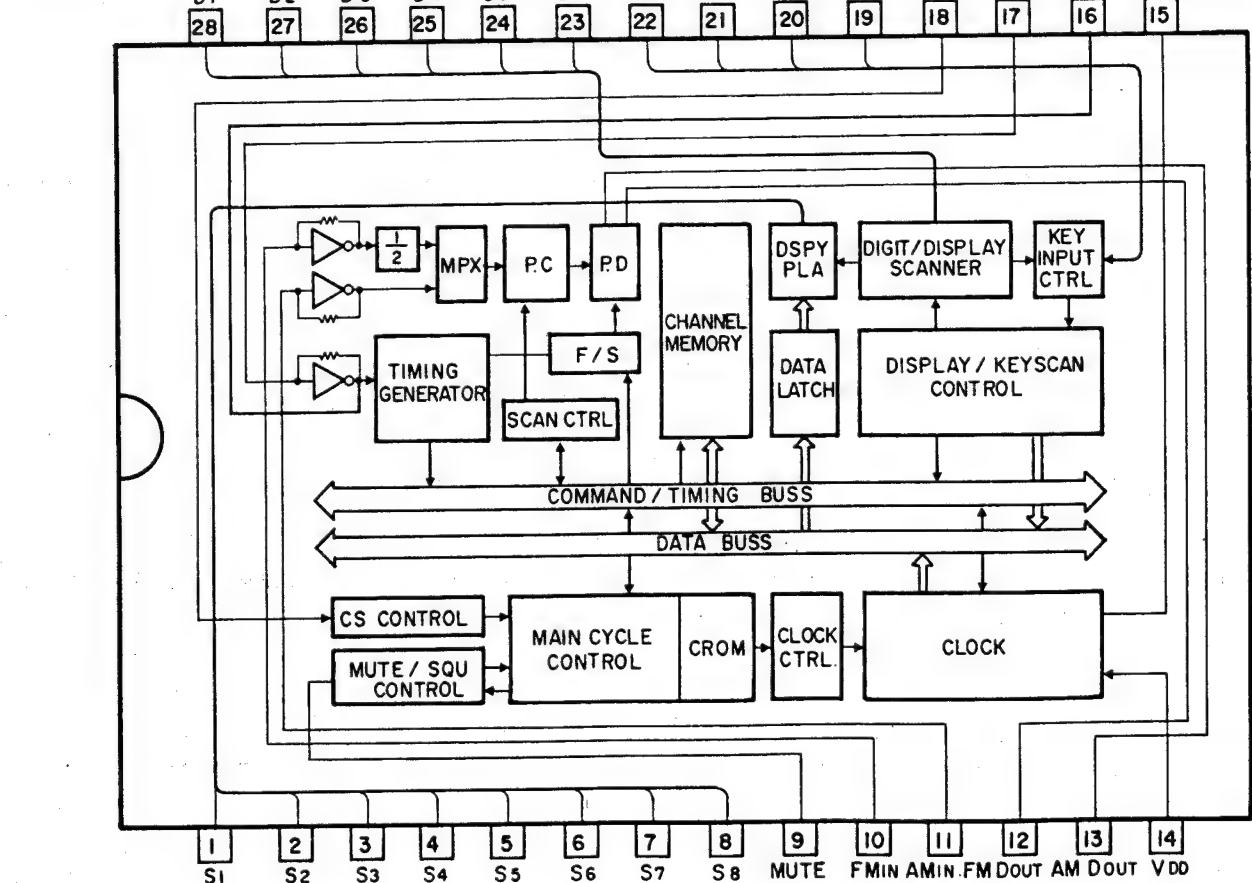 28 27 26 25 24 23 22 21 20 19 18 17 16 15
1
2
MPX
P.C
P.D
CHANNEL
MEMORY
DSPY
PLA
DIGIT/DISPLAY
SCANNER
KEY
INPUT
CTRL
TIMING
GENERATOR
F/S
SCAN CTRL
DATA
LATCH
DISPLAY / KEYSCAN
CONTROL
COMMAND / TIMING BUSS
DATA BUSS
CS CONTROL
MUTE / SQU
CONTROL
MAIN CYCLE
CONTROL
CROM
CLOCK
CTRL.
CLOCK
1 2 3 4 5 6 7 8 9 10 11 12 13 14
S1 S2 S3 S4 S5 S6 S7 S8 MUTE FMIN AMIN. FM DOUT AM DOUT VDD